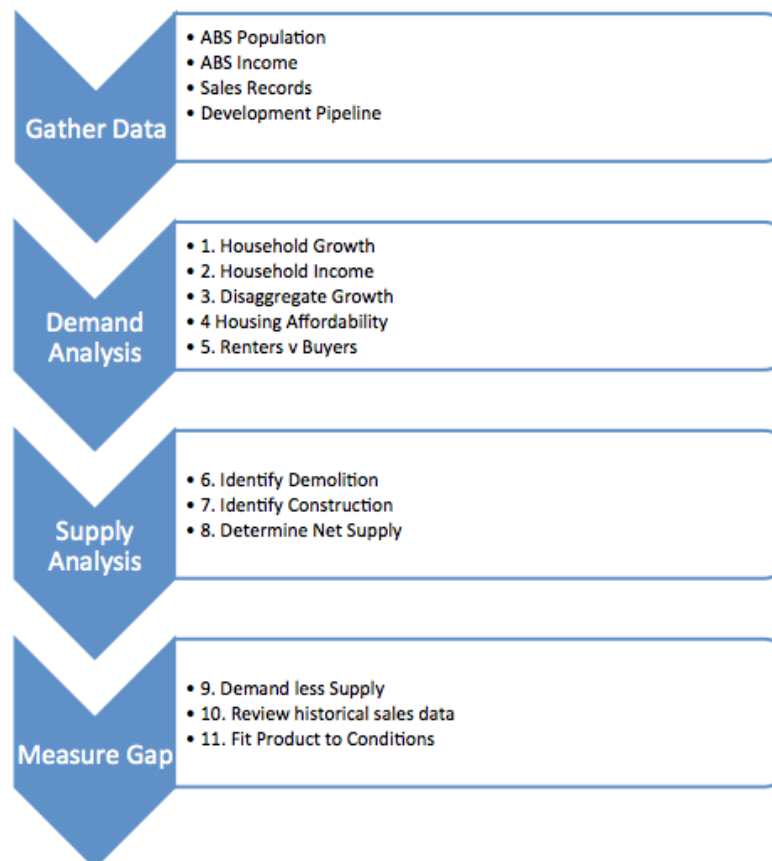 Gather Data
• ABS Population
• ABS Income
• Sales Records
• Development Pipeline
Demand
Analysis
• 1. Household Growth
• 2. Household Income
• 3. Disaggregate Growth
• 4 Housing Affordability
• 5. Renters v Buyers
Supply
Analysis
• 6. Identify Demolition
• 7. Identify Construction
• 8. Determine Net Supply
Measure Gap
• 9. Demand less Supply
• 10. Review historical sales data
• 11. Fit Product to Conditions